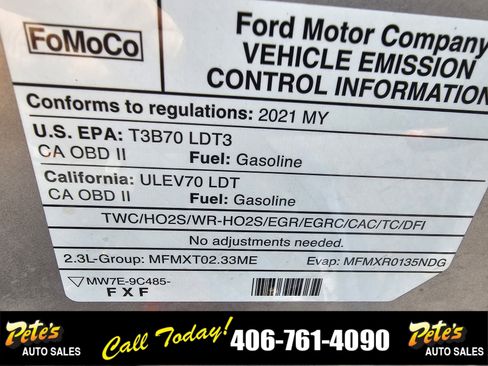 FoMoCo
Ford Motor Company
VEHICLE EMISSION
CONTROL INFORMATION
Conforms to regulations: 2021 MY
U.S. EPA: T3B70 LDT3
CA OBD II Fuel: Gasoline
California: ULEV70 LDT
CA OBD II Fuel: Gasoline
TWC/HO2S/WR-HO2S/EGR/EGRC/CAC/TC/DFI
No adjustments needed.
2.3L-Group: MFMXT02.33ME Evap: MFMXR0135NDG
MW7E-9C485-
FXF
Pete's
AUTO SALES
Call Today! 406-761-4090
Pete's
AUTO SALES